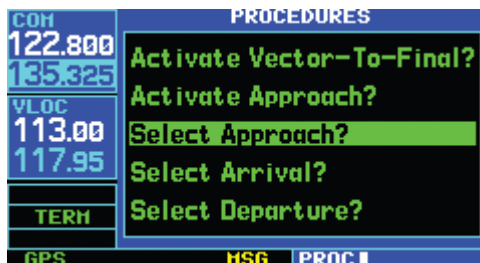 COM
122.800
135.325
VLOC
113.00
117.95
TERM
GPS
PROCEDURES
Activate Vector-To-Final?
Activate Approach?
Select Approach?
Select Arrival?
Select Departure?
MSG PROC